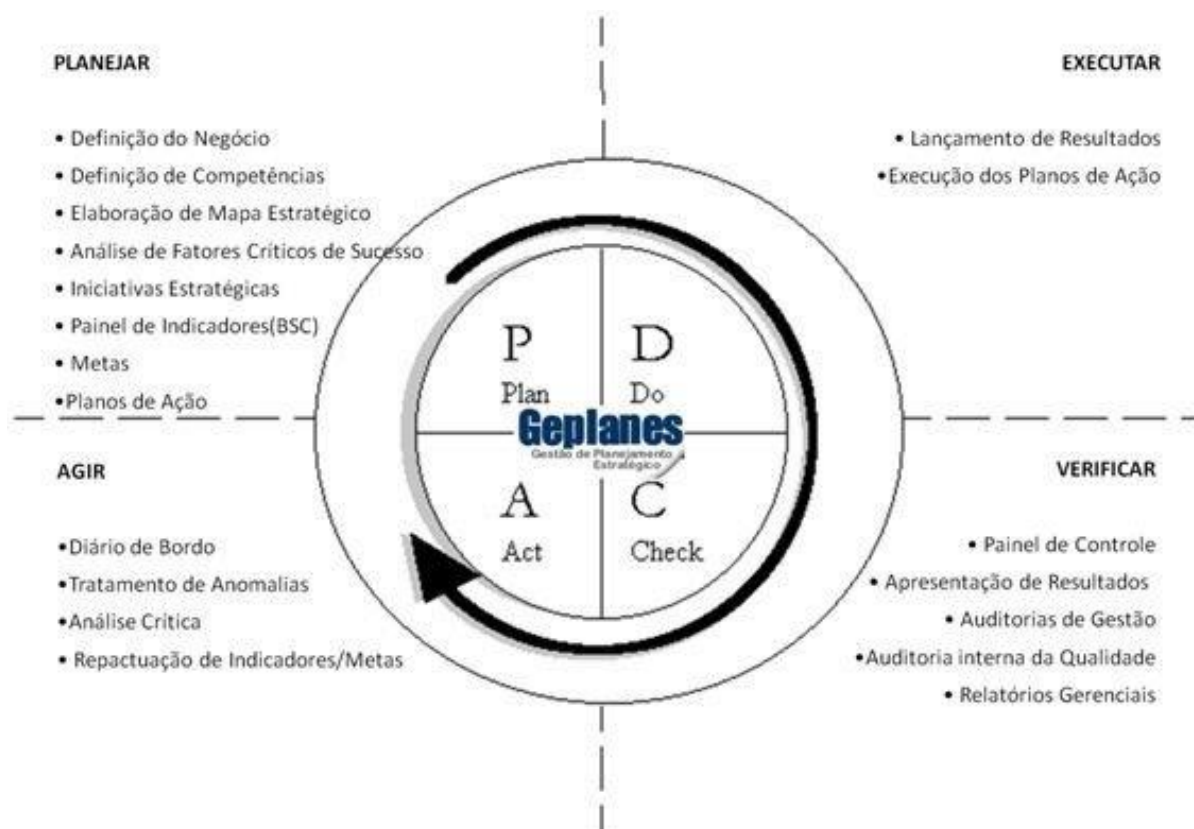 PLANEJAR
• Definição do Negócio
• Definição de Competências
• Elaboração de Mapa Estratégico
• Análise de Fatores Críticos de Sucesso
• Iniciativas Estratégicas
• Painel de Indicadores(BSC)
• Metas
•Planos de Ação
EXECUTAR
• Lançamento de Resultados
•Execução dos Planos de Ação
P
Plan
D
Do
Geplanes
Gestão de Planejamento
Estratégico
A
Act
C
Check
AGIR
•Diário de Bordo
•Tratamento de Anomalias
•Análise Crítica
• Repactuação de Indicadores/Metas
VERIFICAR
• Painel de Controle
• Apresentação de Resultados
• Auditorias de Gestão
•Auditoria interna da Qualidade
• Relatórios Gerenciais